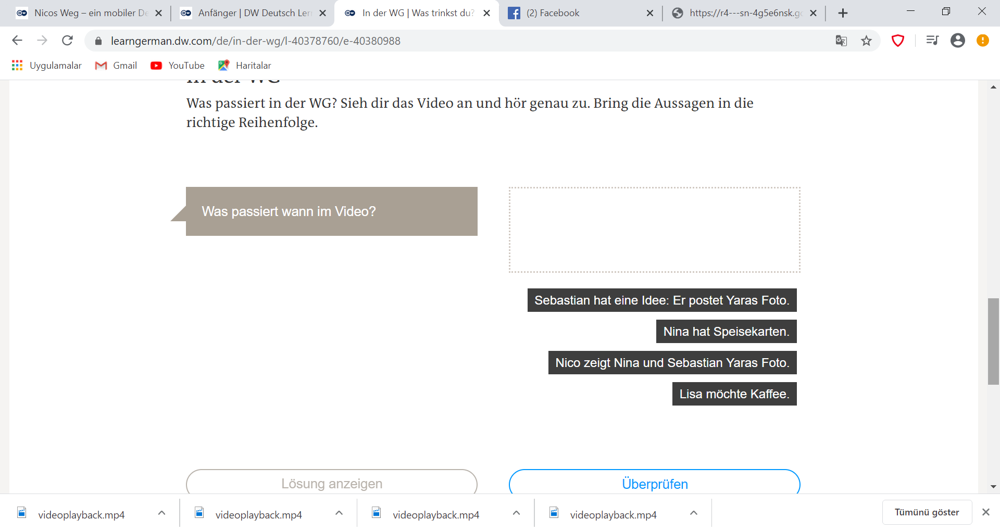 Nicos Weg – ein mobiler De
Anfänger | DW Deutsch Ler
In der WG | Was trinkst du?
(2) Facebook
https://r4---sn-4g5e6nsk.go
learngerman.dw.com/de/in-der-wg/l-40378760/e-40380988
Uygulamalar
Gmail
YouTube
Haritalar
In der WG
Was passiert in der WG? Sieh dir das Video an und hör genau zu. Bring die Aussagen in die
richtige Reihenfolge.
Was passiert wann im Video?
Sebastian hat eine Idee: Er postet Yaras Foto.
Nina hat Speisekarten.
Nico zeigt Nina und Sebastian Yaras Foto.
Lisa möchte Kaffee.
Lösung anzeigen
Überprüfen
videoplayback.mp4
videoplayback.mp4
videoplayback.mp4
videoplayback.mp4
Tümünü göster